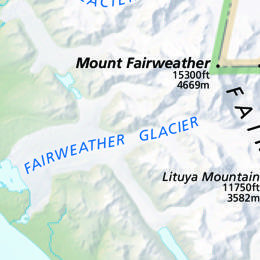 Mount Fairweather
15300ft
4669m
FAIRWEATHER GLACIER
Lituya Mountain
11750ft
3582m